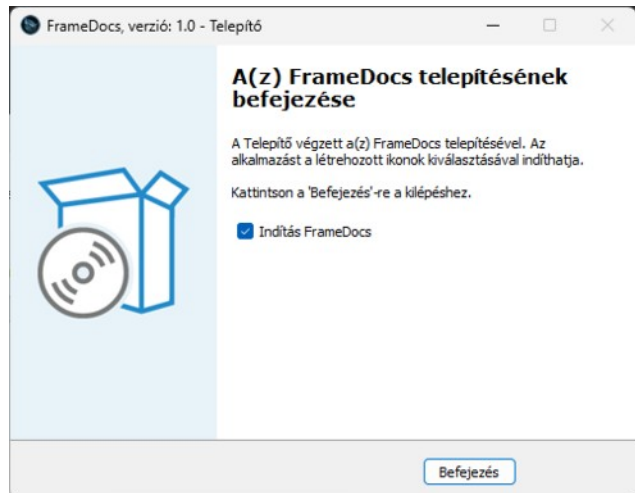 FrameDocs, verzió: 1.0 - Telepítő
A(z) FrameDocs telepítésének
befejezése
A Telepítő végzett a(z) FrameDocs telepítésével. Az
alkalmazást a létrehozott ikonok kiválasztásával indíthatja.
Kattintson a 'Befejezés'-re a kilépéshez.
Indítás FrameDocs
Befejezés